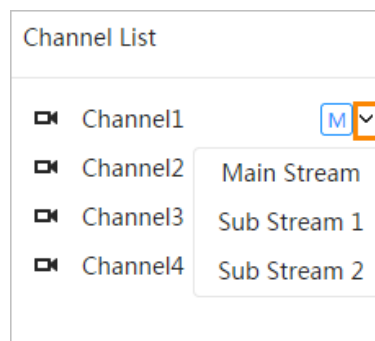 Channel List
Channel1 M
Channel2 Main Stream
Channel3 Sub Stream 1
Channel4 Sub Stream 2